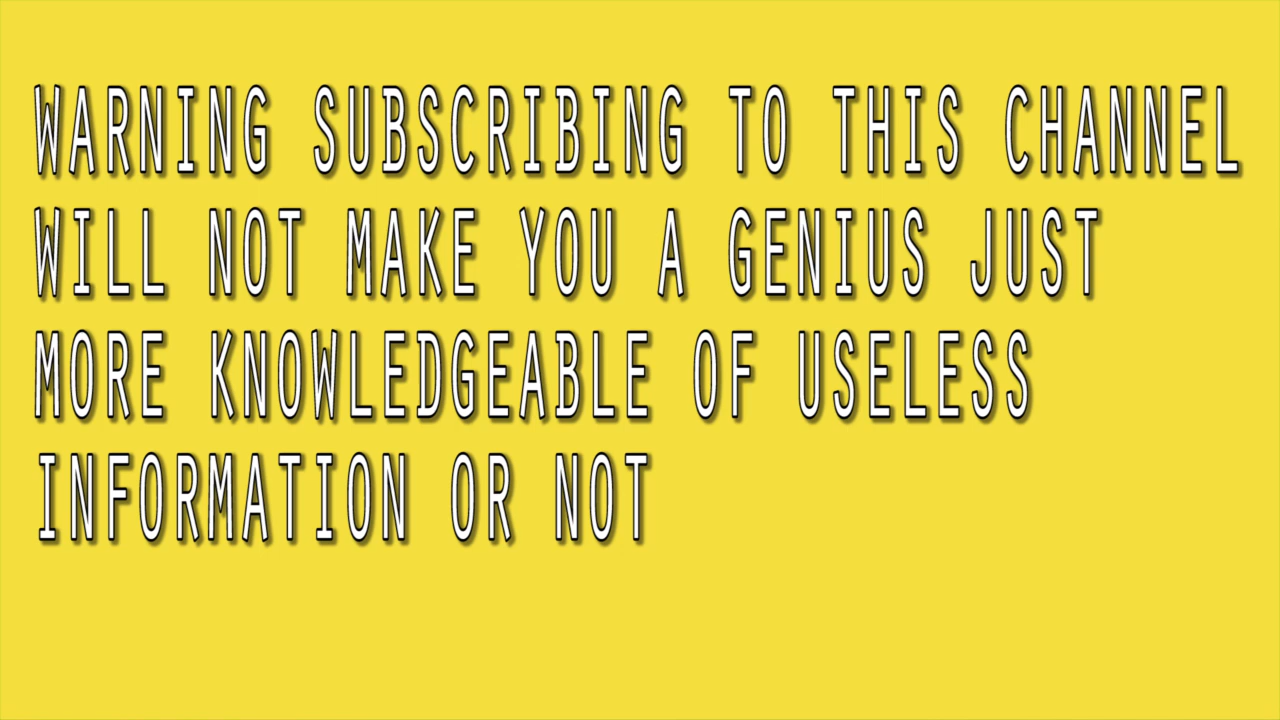 WARNING SUBSCRIBING TO THIS CHANNEL
WILL NOT MAKE YOU A GENIUS JUST
MORE KNOWLEDGEABLE OF USELESS
INFORMATION OR NOT